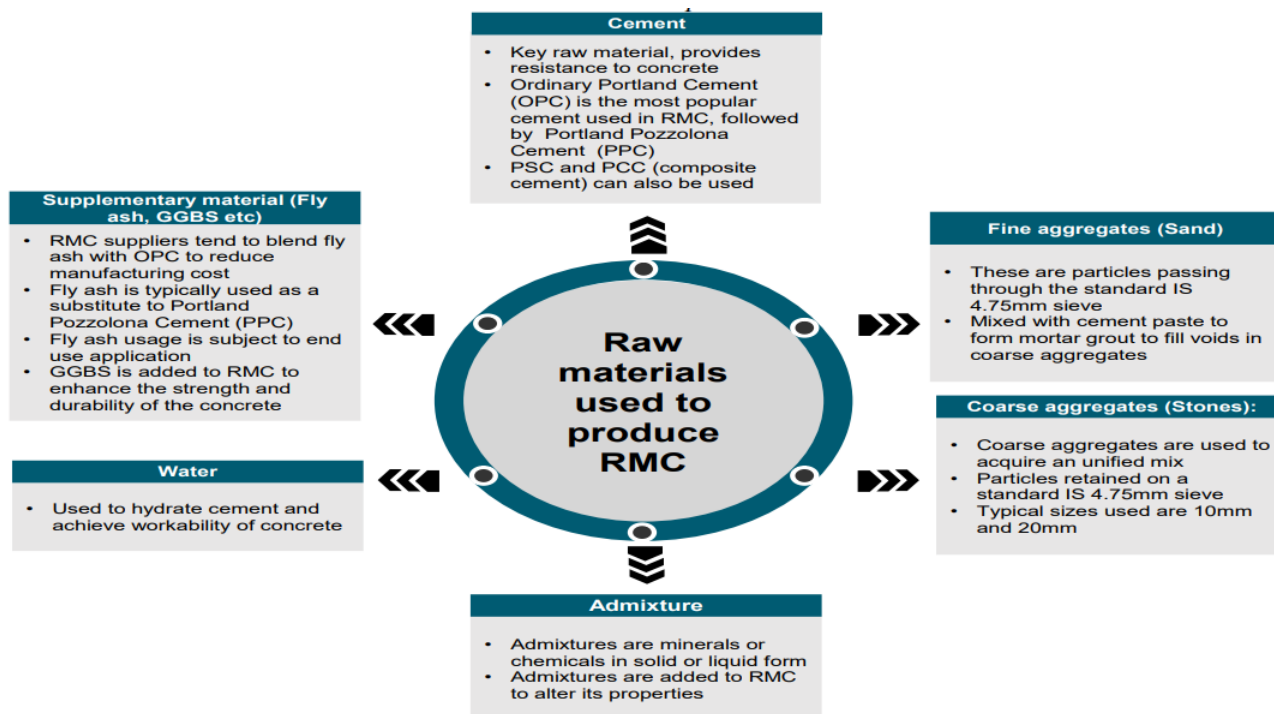 Cement
• Key raw material, provides
resistance to concrete
• Ordinary Portland Cement
(OPC) is the most popular
cement used in RMC, followed
by Portland Pozzolona
Cement (PPC)
• PSC and PCC (composite
cement) can also be used
Supplementary material (Fly
ash, GGBS etc)
• RMC suppliers tend to blend fly
ash with OPC to reduce
manufacturing cost
• Fly ash is typically used as a
substitute to Portland
Pozzolona Cement (PPC)
• Fly ash usage is subject to end
use application
• GGBS is added to RMC to
enhance the strength and
durability of the concrete
Fine aggregates (Sand)
• These are particles passing
through the standard IS
4.75mm sieve
• Mixed with cement paste to
form mortar grout to fill voids in
coarse aggregates
Raw
materials
used to
produce
RMC
Coarse aggregates (Stones):
• Coarse aggregates are used to
acquire an unified mix
• Particles retained on a
standard IS 4.75mm sieve
• Typical sizes used are 10mm
and 20mm
Water
• Used to hydrate cement and
achieve workability of concrete
Admixture
• Admixtures are minerals or
chemicals in solid or liquid form
• Admixtures are added to RMC
to alter its properties